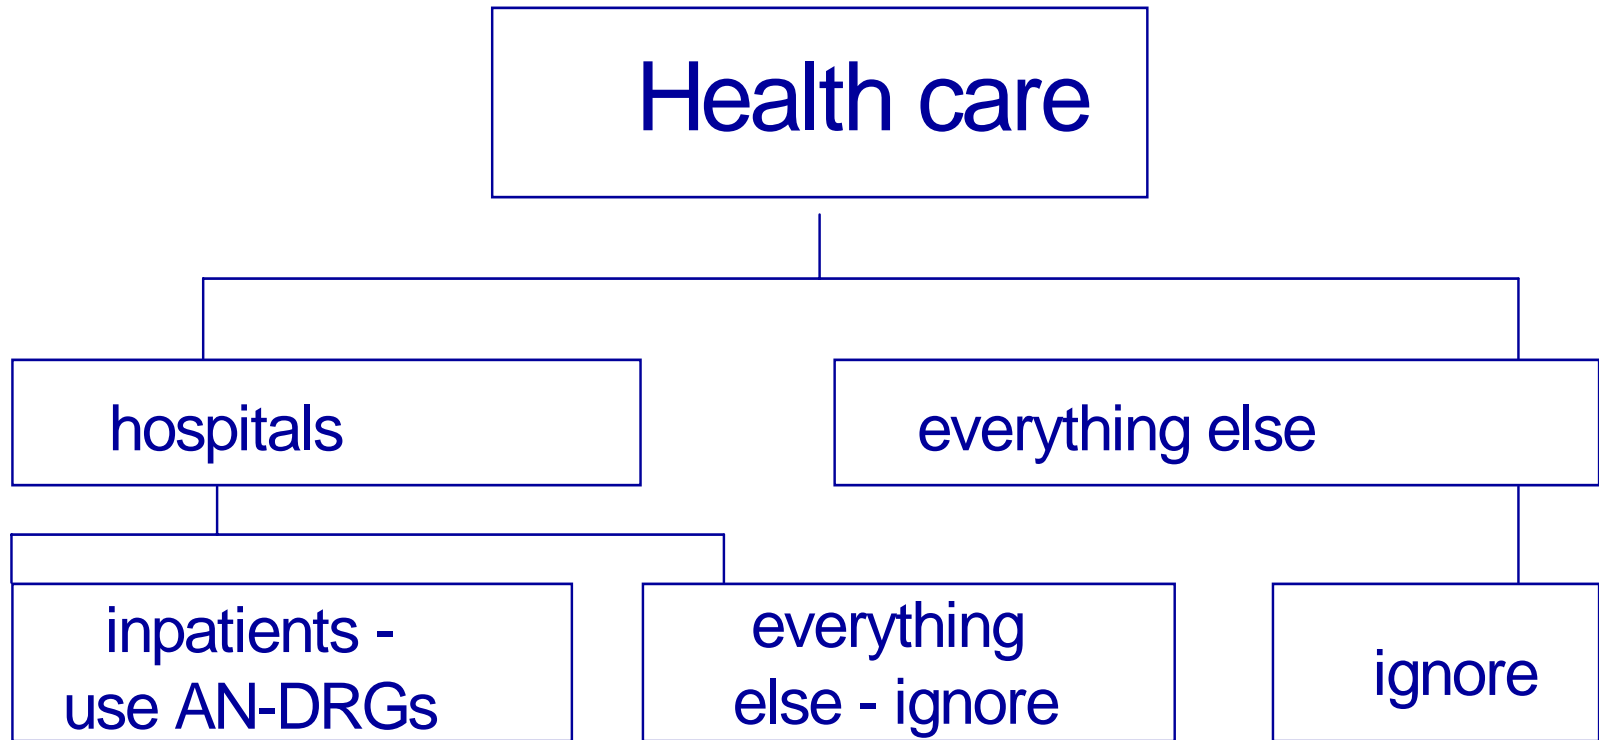 Health care
hospitals
everything else
inpatients -
use AN-DRGs
everything
else - ignore
ignore